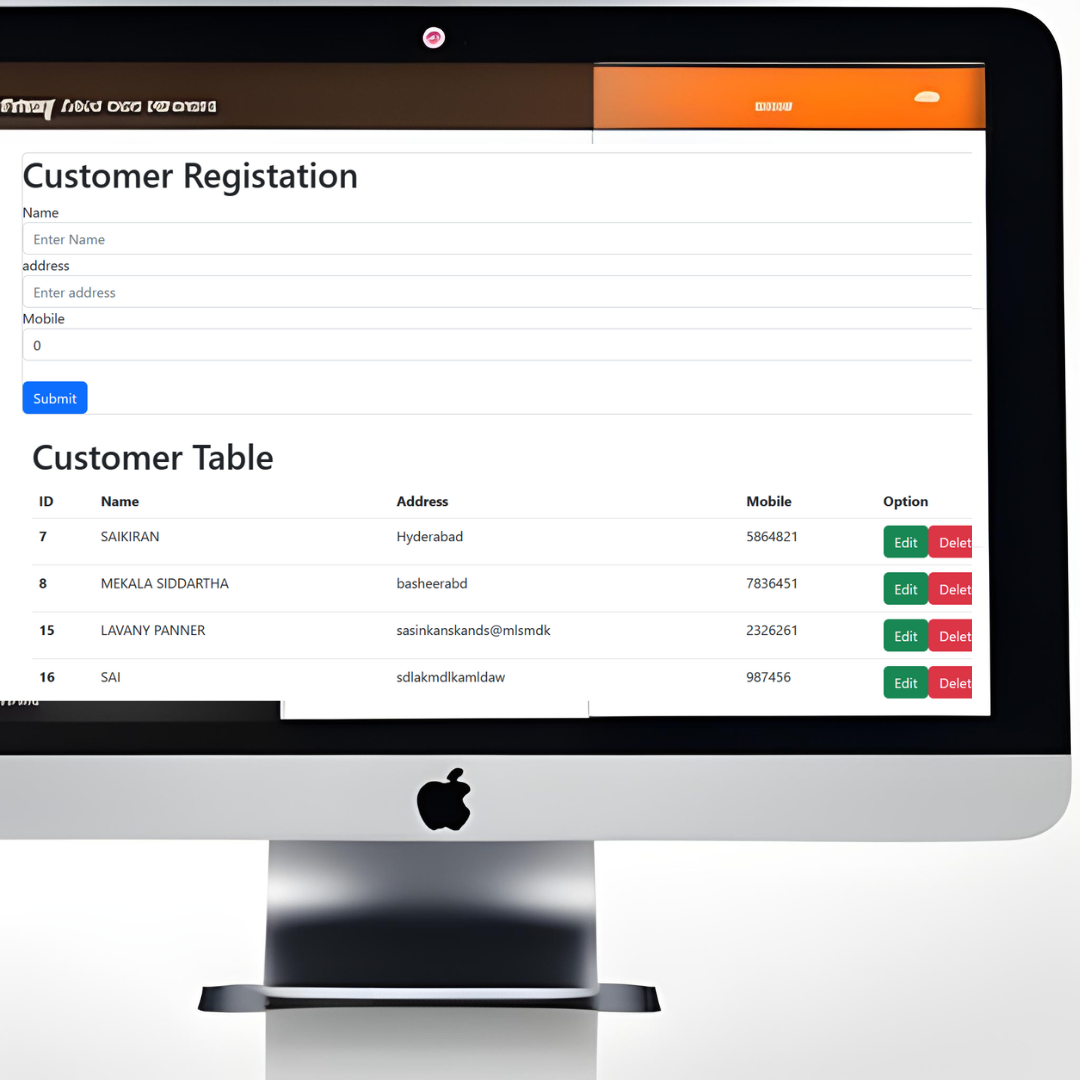 Customer Registation
Name
Enter Name
address
Enter address
Mobile
0
Submit
Customer Table
ID Name Address Mobile Option
7 SAIKIRAN Hyderabad 5864821 Edit Delet
8 MEKALA SIDDARTHA basheerabd 7836451 Edit Delet
15 LAVANY PANNER sasinkanskands@mlsmdk 2326261 Edit Delet
16 SAI sdlakmdlkamldaw 987456 Edit Delet